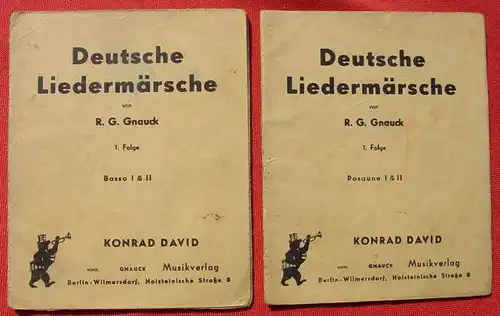 Deutsche
Liedermärsche
von
R. G. Gnauck
1. Folge
Basso I & II
KONRAD DAVID
vorm. GNAUCK Musikverlag
Berlin-Wilmersdorf, Holsteinische Straße 8
Deutsche
Liedermärsche
von
R. G. Gnauck
1. Folge
Posaune I & II
KONRAD DAVID
vorm. GNAUCK Musikverlag
Berlin-Wilmersdorf, Holsteinische Straße 8